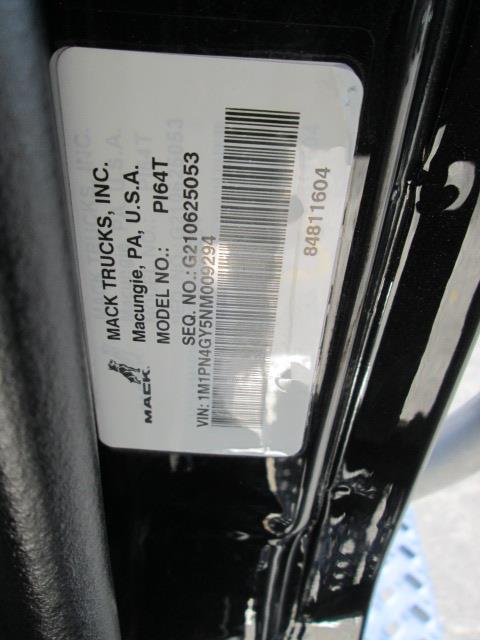 MACK TRUCKS, INC.
Macungie, PA, U.S.A.
MODEL NO.: PI64T
SEQ. NO.: G210625053
MACK
VIN: 1M1PN4GY5NM009294
84811604